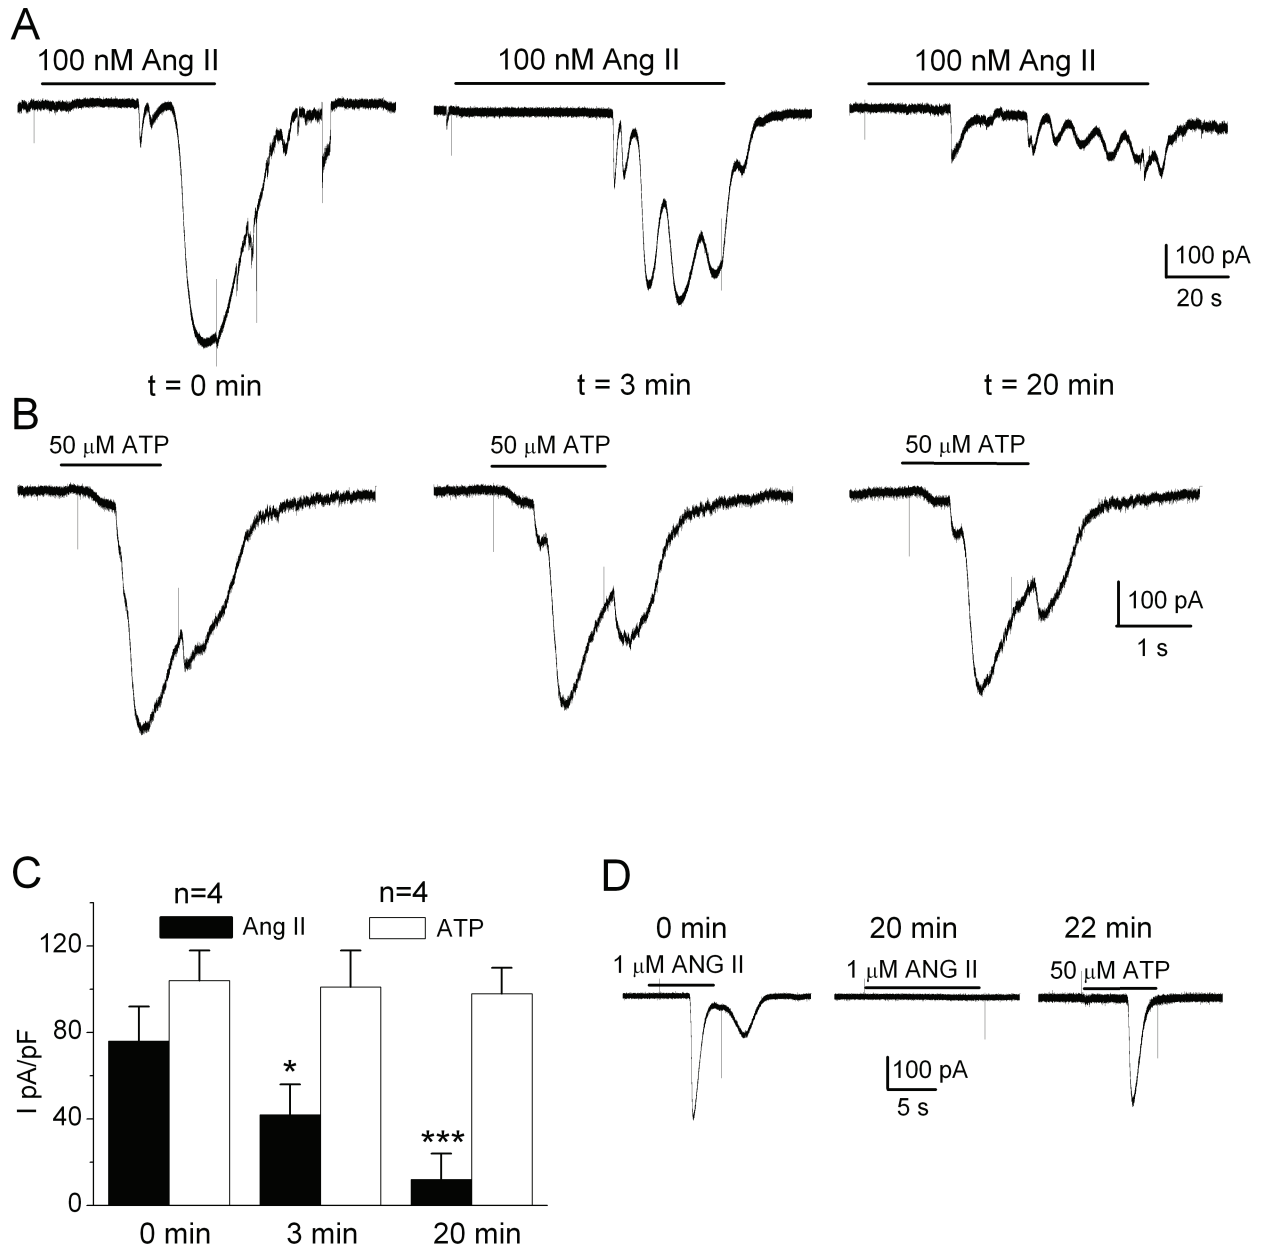 A
100 nM Ang II
100 nM Ang II
100 nM Ang II
100 pA
20 s
t = 0 min
t = 3 min
t = 20 min
B
50 μM ATP
50 μM ATP
50 μM ATP
100 pA
1 s
C
n=4
n=4
Ang II
ATP
I pA/pF
120
80
40
0
*
***
0 min
3 min
20 min
D
0 min
20 min
22 min
1 μM ANG II
1 μM ANG II
50 μM ATP
100 pA
5 s